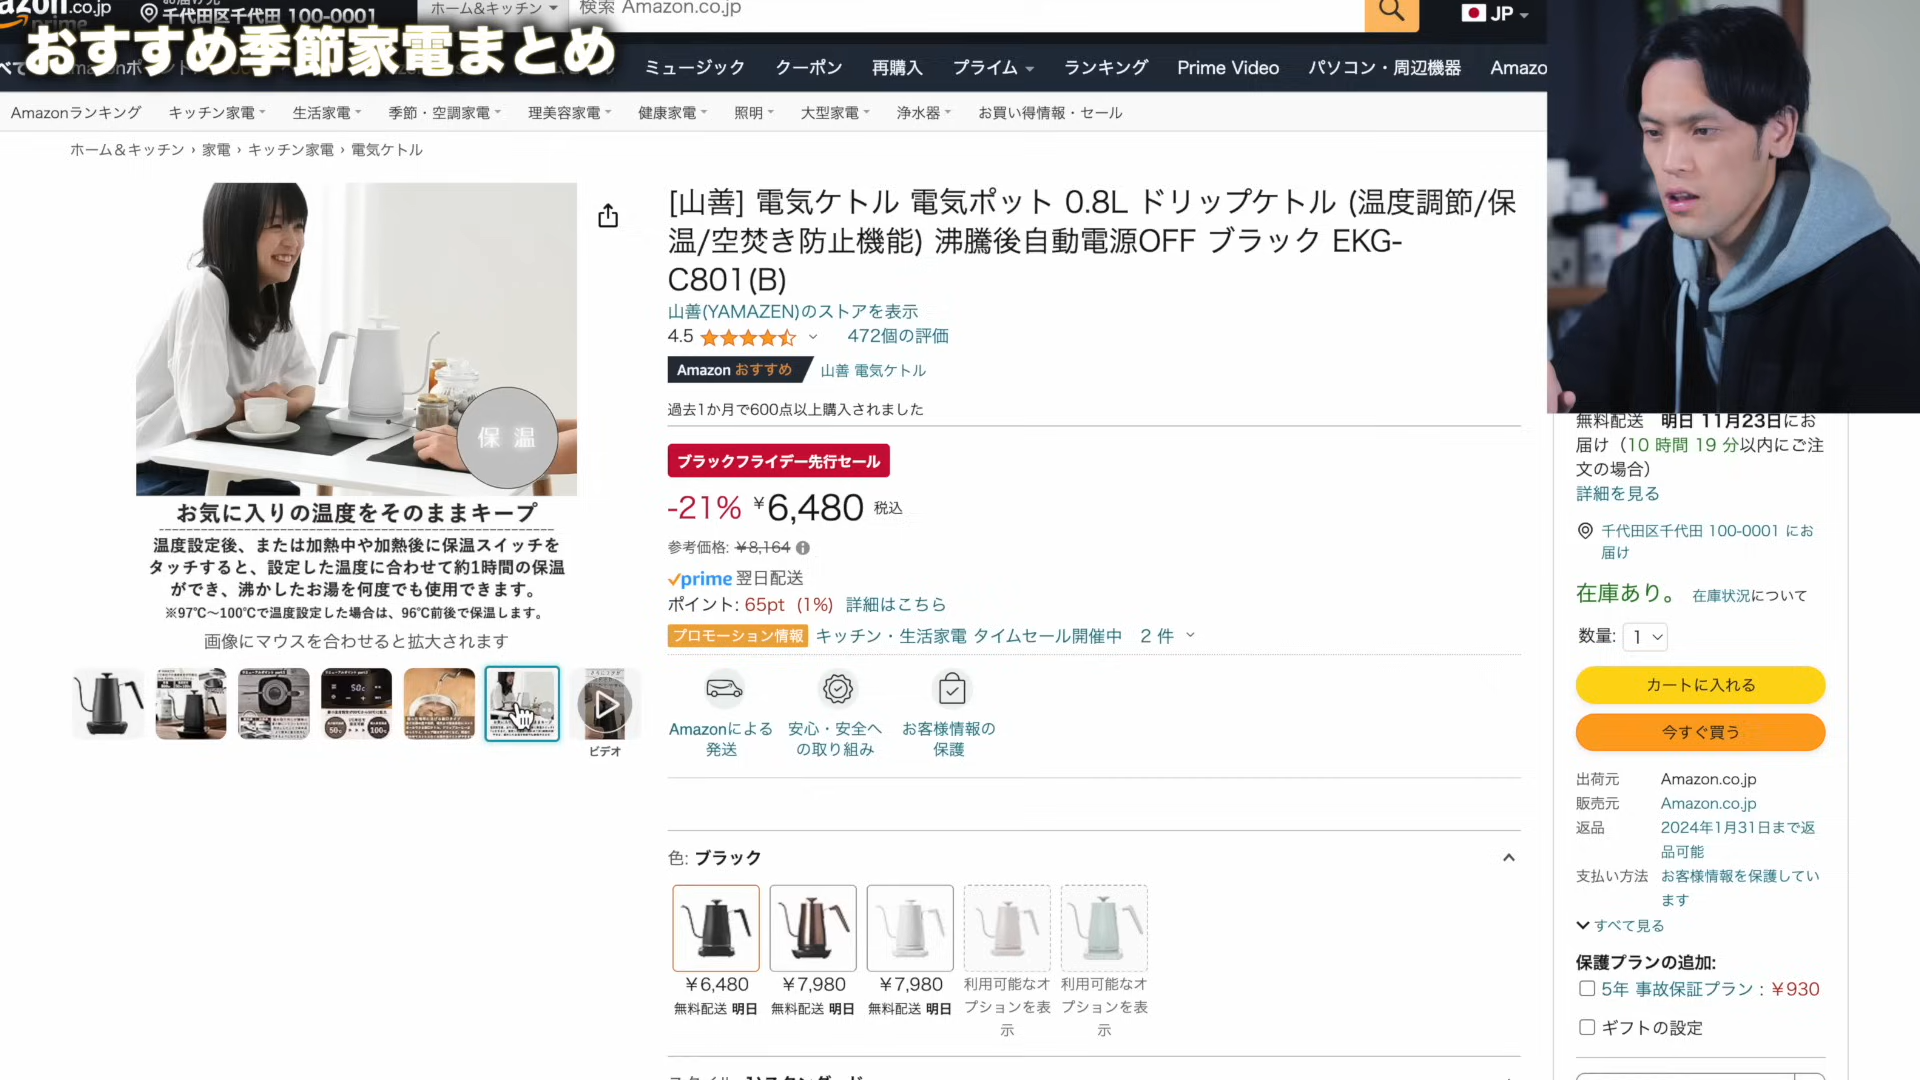 azon.co.jp
prime
千代田区千代田 100-0001
ホーム&キッチン
検索 Amazon.co.jp
JP
おすすめ季節家電まとめ
ミュージック
クーポン
再購入
プライム
ランキング
Prime Video
パソコン・周辺機器
Amazo
Amazonランキング
キッチン家電
生活家電
季節・空調家電
理美容家電
健康家電
照明
大型家電
浄水器
お買い得情報・セール
ホーム&キッチン › 家電 › キッチン家電 › 電気ケトル
保 温
お気に入りの温度をそのままキープ
温度設定後、または加熱中や加熱後に保温スイッチを
タッチすると、設定した温度に合わせて約1時間の保温
ができ、沸かしたお湯を何度でも使用できます。
※97℃〜100℃で温度設定した場合は、96℃前後で保温します。
画像にマウスを合わせると拡大されます
ビデオ
[山善] 電気ケトル 電気ポット 0.8L ドリップケトル (温度調節/保
温/空焚き防止機能) 沸騰後自動電源OFF ブラック EKG-
C801(B)
山善(YAMAZEN)のストアを表示
4.5
472個の評価
Amazon おすすめ
山善 電気ケトル
過去1か月で600点以上購入されました
ブラックフライデー先行セール
-21% ¥6,480 税込
参考価格: ¥8,164
prime 翌日配送
ポイント: 65pt (1%) 詳細はこちら
プロモーション情報 キッチン・生活家電 タイムセール開催中 2 件
Amazonによる
発送
安心・安全へ
の取り組み
お客様情報の
保護
色: ブラック
¥6,480
無料配送 明日
¥7,980
無料配送 明日
¥7,980
無料配送 明日
利用可能なオ
プションを表
示
利用可能なオ
プションを表
示
無料配送 明日 11月23日にお
届け(10 時間 19 分以内にご注
文の場合)
詳細を見る
千代田区千代田 100-0001 にお
届け
在庫あり。 在庫状況について
数量: 1
カートに入れる
今すぐ買う
出荷元 Amazon.co.jp
販売元 Amazon.co.jp
返品 2024年1月31日まで返
品可能
支払い方法 お客様情報を保護してい
ます
すべて見る
保護プランの追加:
5年 事故保証プラン : ¥930
ギフトの設定